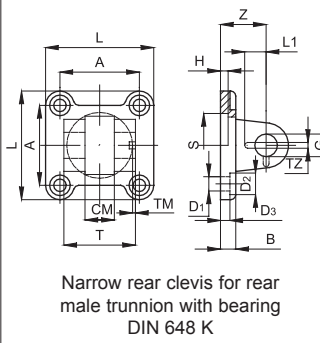 L
A
Z
L1
H
L
A
S
C
TZ
CM
TM
D1
D2
D3
T
B
Narrow rear clevis for rear
male trunnion with bearing
DIN 648 K